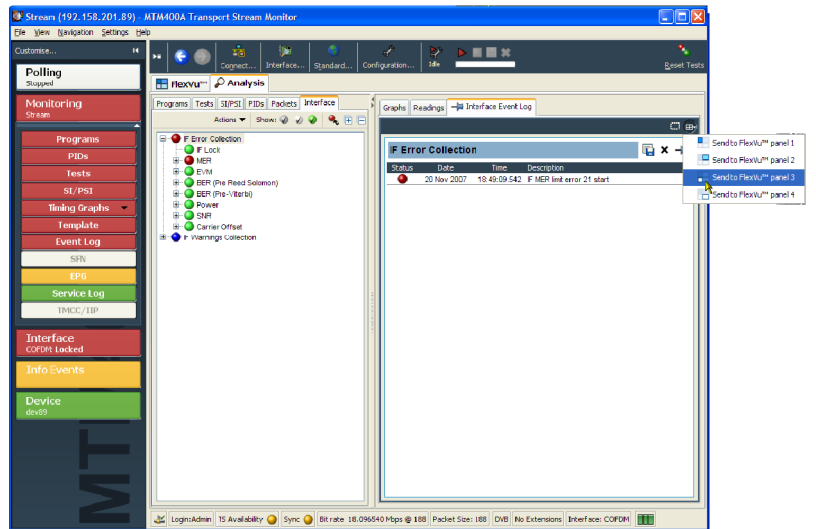 Stream (192.158.201.89) - MTM400A Transport Stream Monitor
File View Navigation Settings Help
Customise...
Connect... Interface... Standard... Configuration... Idle Reset Tests
Polling
Stopped
FlexVu™ Analysis
Monitoring
Stream
Programs
PIDs
Tests
SI/PSI
Timing Graphs
Template
Event Log
SFN
EPG
Service Log
TMCC/IIP
Interface
COFDM: Locked
Info Events
Device
dev89
MTM
Programs Tests SI/PSI PIDs Packets Interface
Actions Show:
IF Error Collection
IF Lock
MER
EVM
BER (Pre Reed Solomon)
BER (Pre-Viterbi)
Power
SNR
Carrier Offset
IF Warnings Collection
Graphs Readings Interface Event Log
IF Error Collection
Status Date Time Description
20 Nov 2007 18:49:09.542 IF MER limit error 21 start
Send to FlexVu™ panel 1
Send to FlexVu™ panel 2
Send to FlexVu™ panel 3
Send to FlexVu™ panel 4
Login:Admin TS Availability Sync Bit rate 18.096540 Mbps @ 188 Packet Size: 188 DVB No Extensions Interface: COFDM